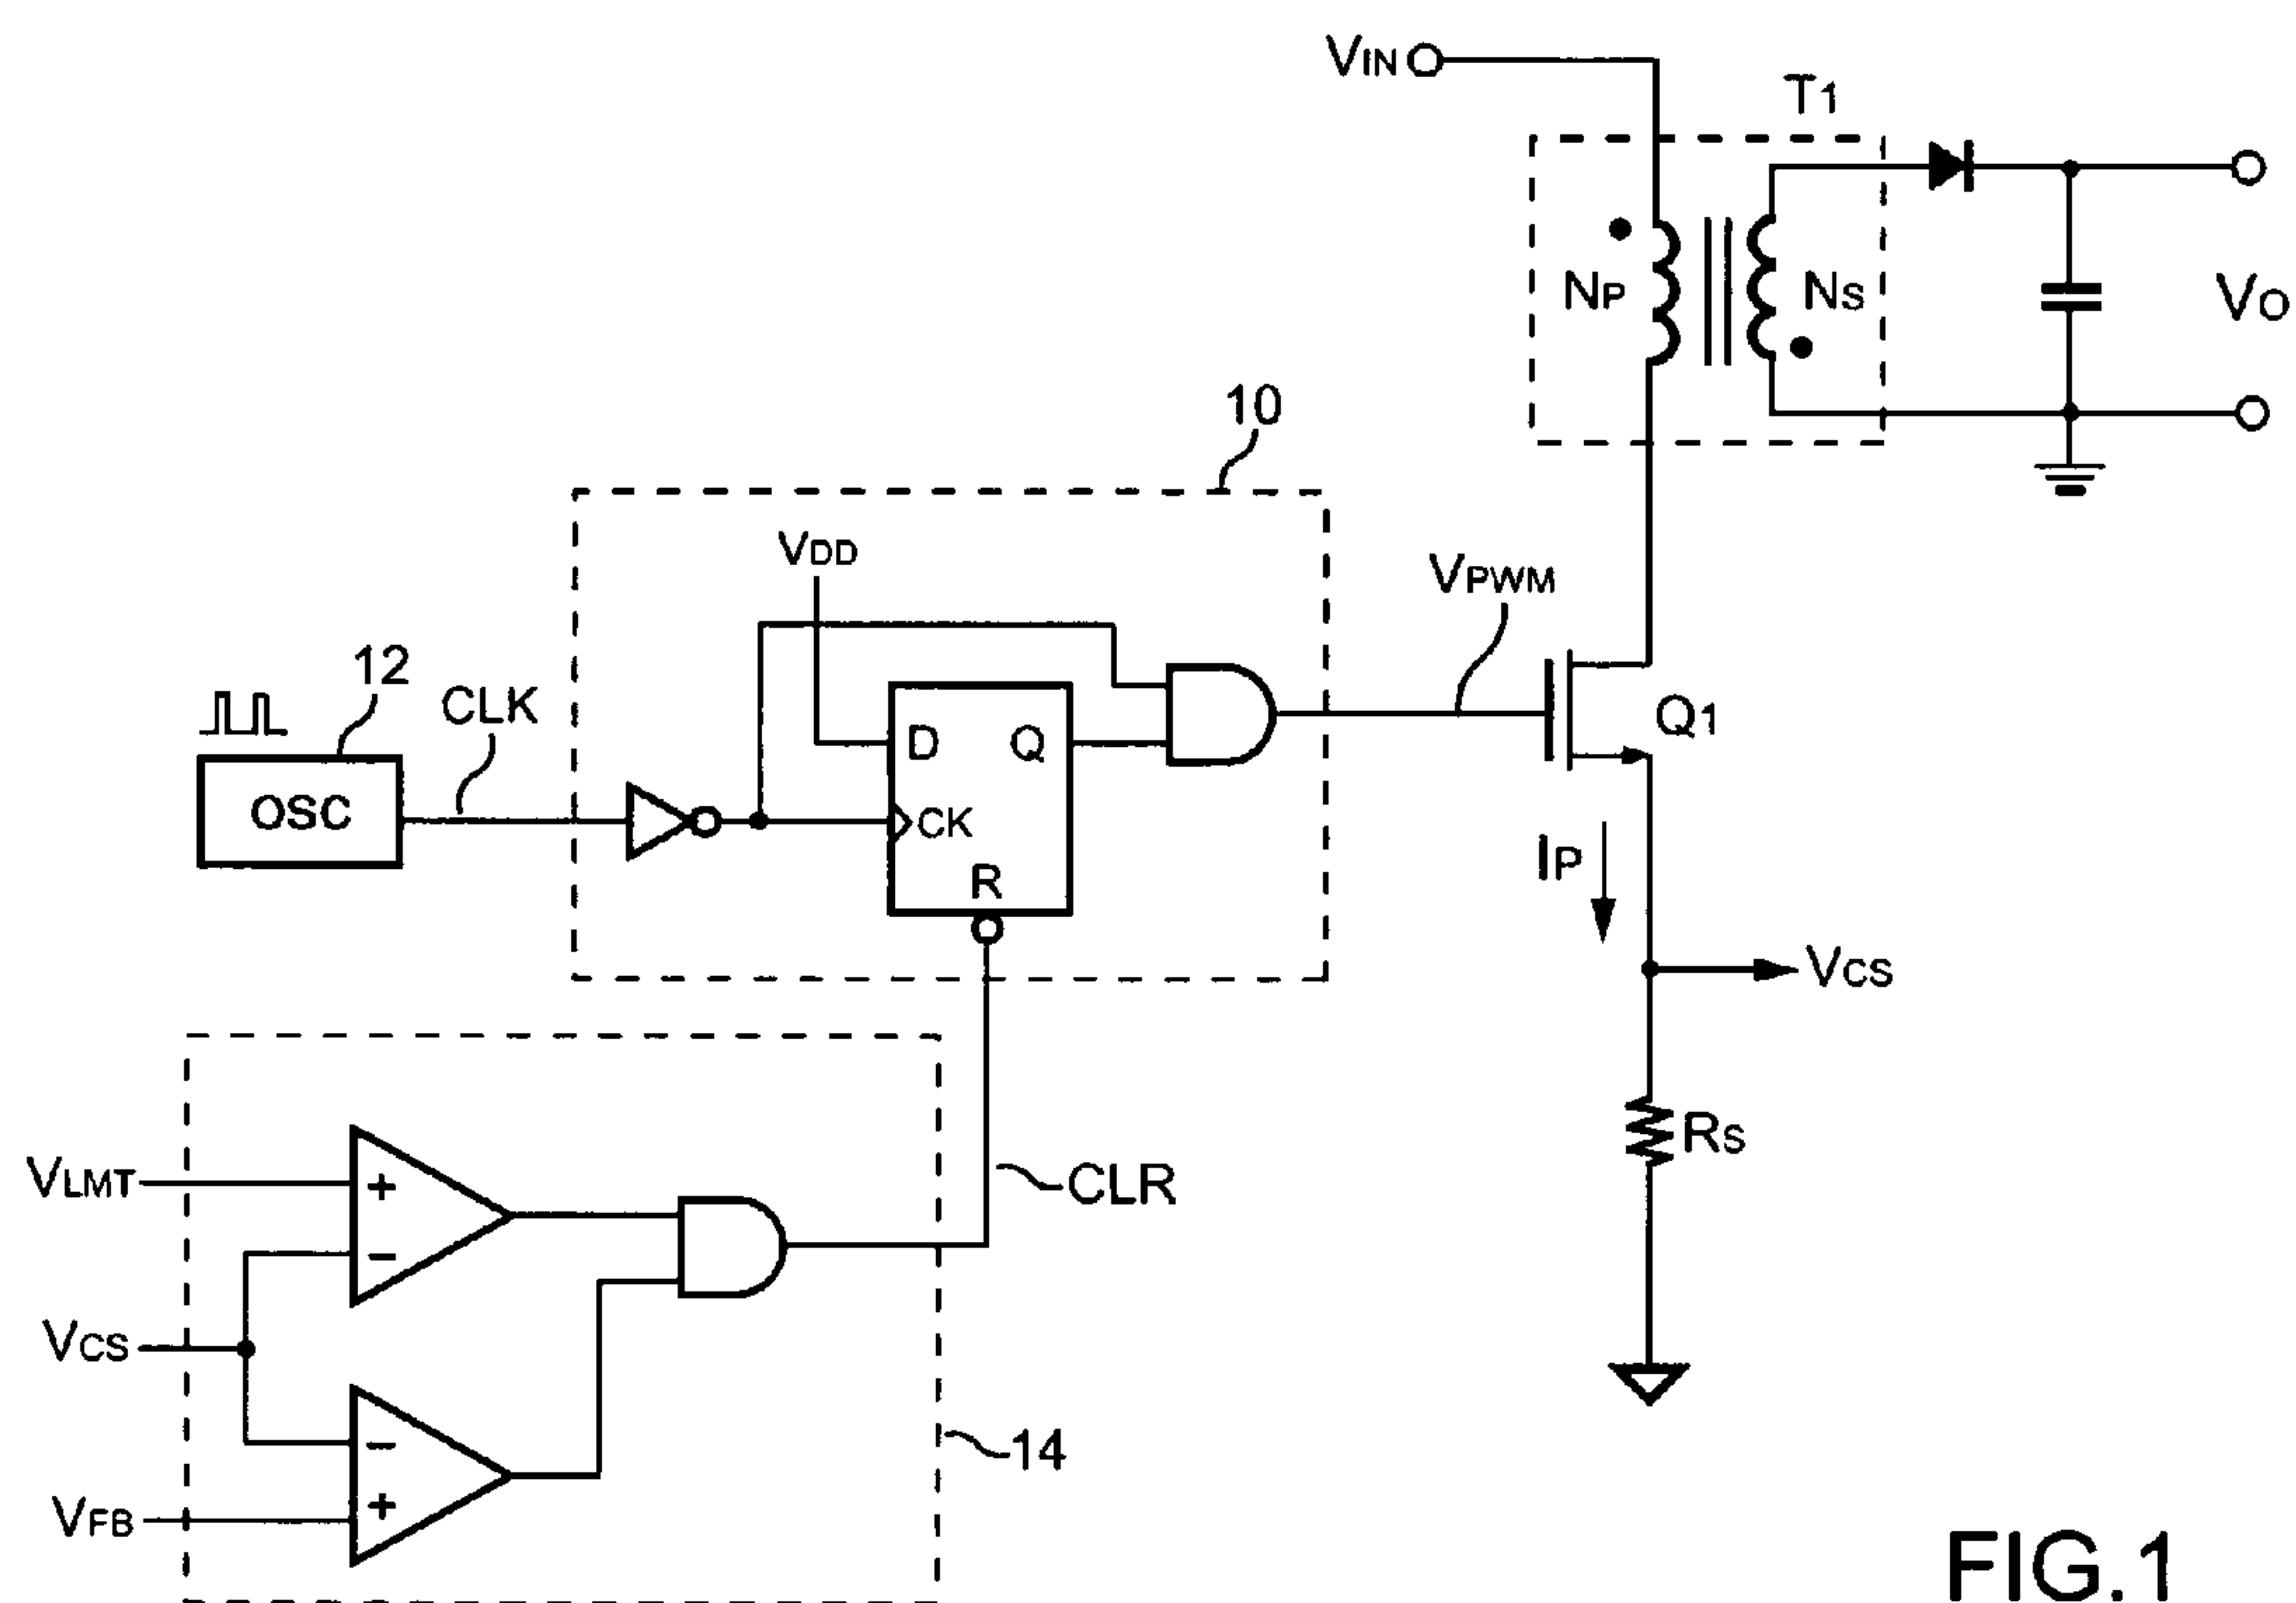 VIN
T1
NP
NS
VO
10
VDD
VPWM
12
CLK
D
Q
Q1
OSC
CK
R
IP
VCS
RS
VLMT
+
−
CLR
VCS
−
+
14
VFB
FIG.1